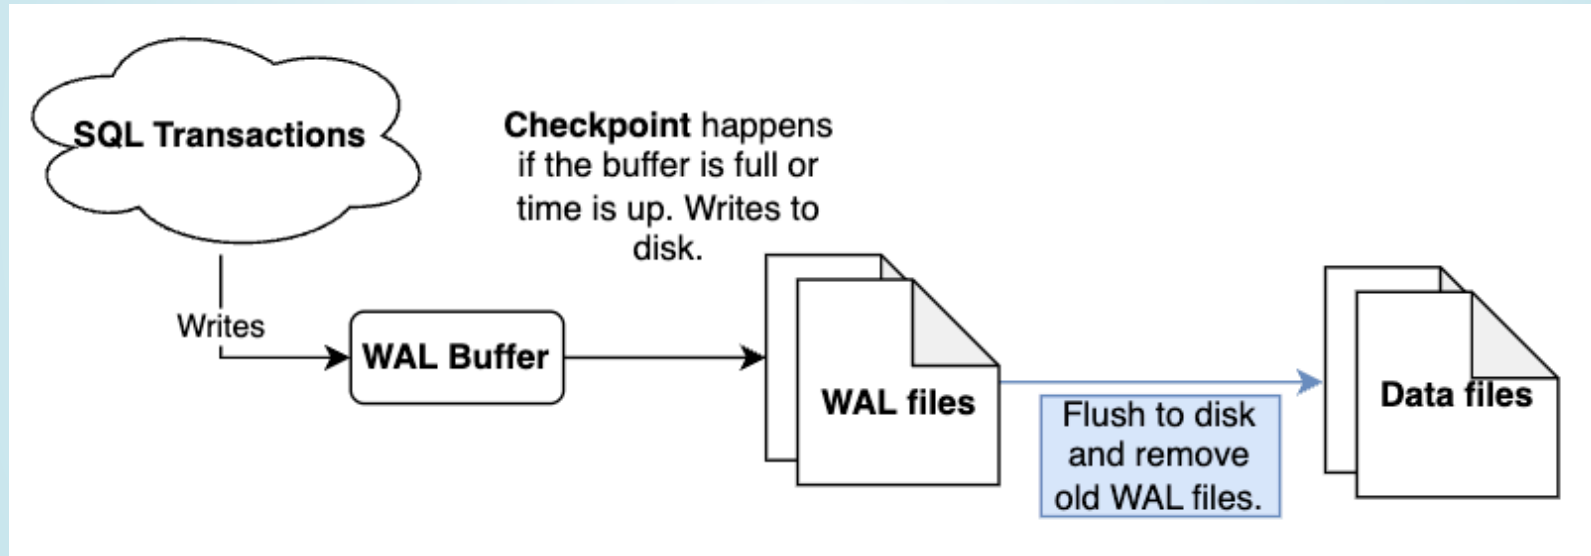 SQL Transactions
Checkpoint happens
if the buffer is full or
time is up. Writes to
disk.
Writes
WAL Buffer
WAL files
Flush to disk
and remove
old WAL files.
Data files